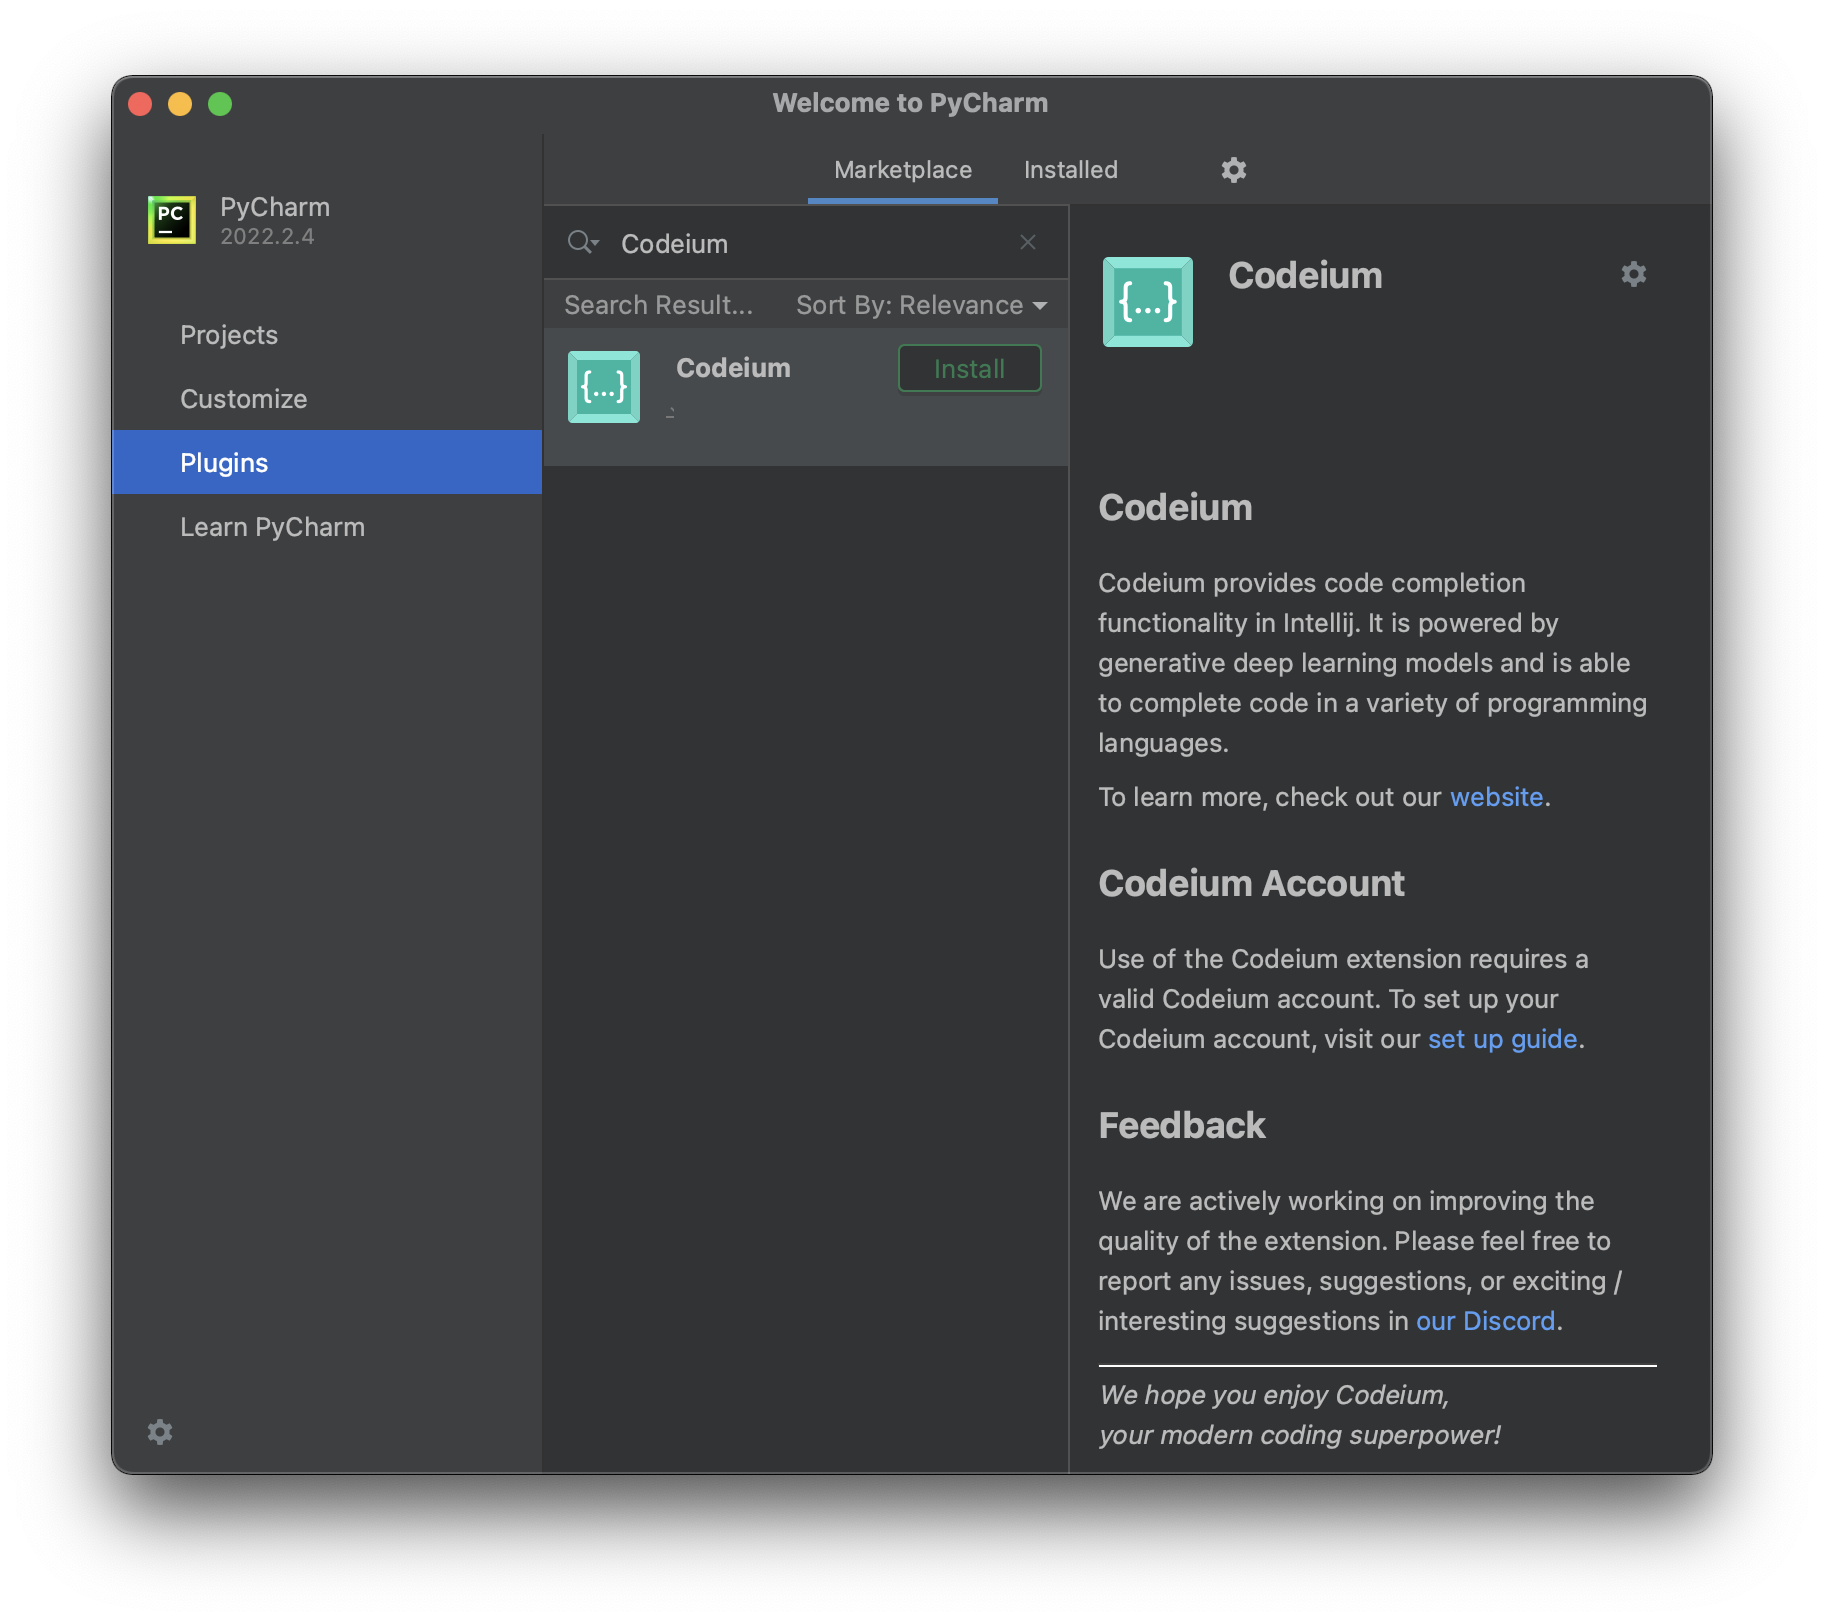 Welcome to PyCharm
Marketplace
Installed
PC
PyCharm
2022.2.4
Projects
Customize
Plugins
Learn PyCharm
Codeium
Search Result...
Sort By: Relevance
{...}
Codeium
Install
{...}
Codeium
Codeium
Codeium provides code completion
functionality in Intellij. It is powered by
generative deep learning models and is able
to complete code in a variety of programming
languages.
To learn more, check out our website.
Codeium Account
Use of the Codeium extension requires a
valid Codeium account. To set up your
Codeium account, visit our set up guide.
Feedback
We are actively working on improving the
quality of the extension. Please feel free to
report any issues, suggestions, or exciting /
interesting suggestions in our Discord.
We hope you enjoy Codeium,
your modern coding superpower!